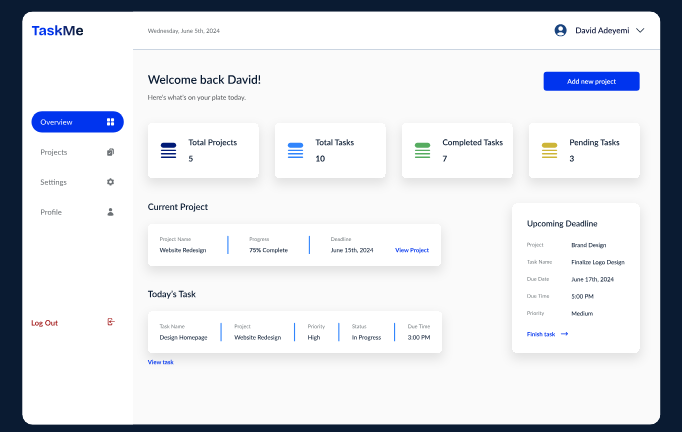 TaskMe
Wednesday, June 5th, 2024
David Adeyemi
Overview
Projects
Settings
Profile
Log Out
Welcome back David!
Here's what's on your plate today.
Add new project
Total Projects
5
Total Tasks
10
Completed Tasks
7
Pending Tasks
3
Current Project
Project Name Progress Deadline
Website Redesign 75% Complete June 15th, 2024 View Project
Today's Task
Task Name Project Priority Status Due Time
Design Homepage Website Redesign High In Progress 3:00 PM
View task
Upcoming Deadline
Project Brand Design
Task Name Finalize Logo Design
Due Date June 17th, 2024
Due Time 5:00 PM
Priority Medium
Finish task